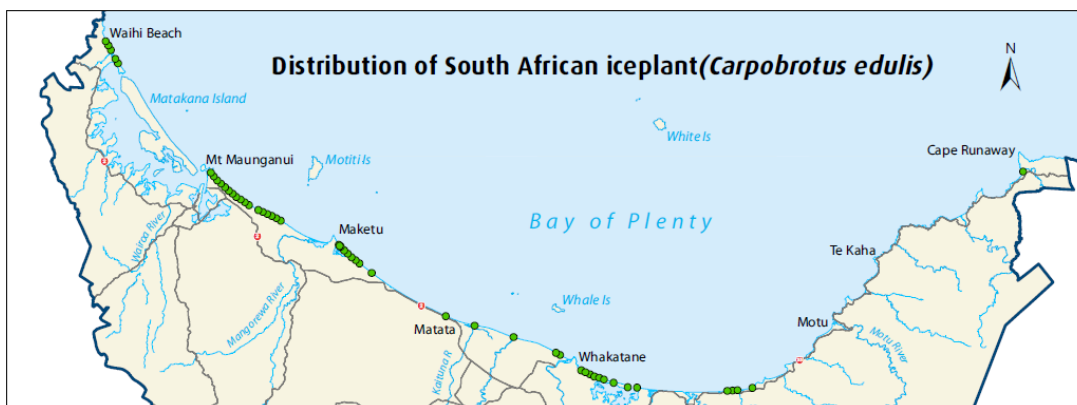 Waihi Beach
Distribution of South African iceplant(Carpobrotus edulis)
N
Matakana Island
White Is
Cape Runaway
Mt Maunganui
Motiti Is
Wairoa River
Bay of Plenty
Maketu
Te Kaha
Mangorewa River
Whale Is
Matata
Motu
Motu River
Kaituna R
Whakatane